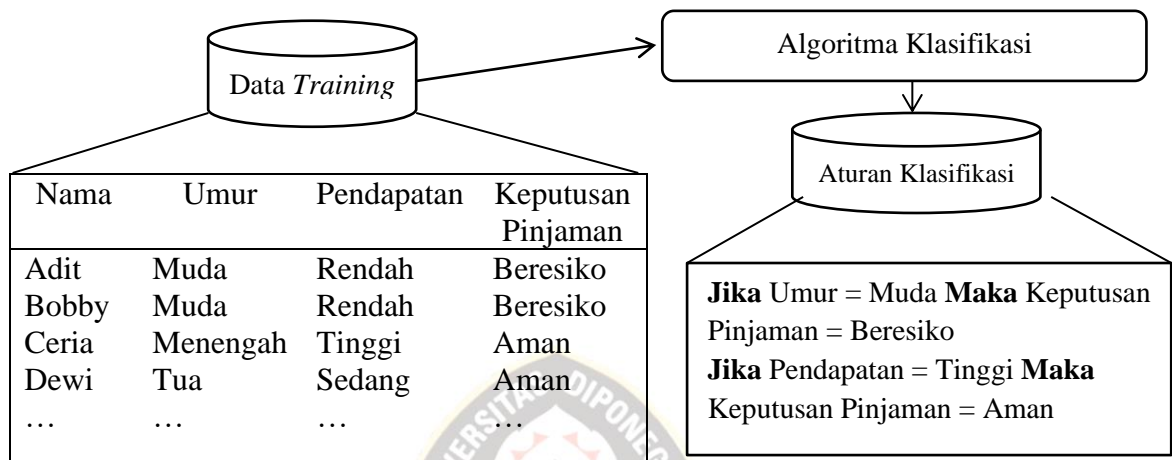 Data Training
Algoritma Klasifikasi
Aturan Klasifikasi
Nama Umur Pendapatan Keputusan
Pinjaman
Adit Muda Rendah Beresiko
Bobby Muda Rendah Beresiko
Ceria Menengah Tinggi Aman
Dewi Tua Sedang Aman
… … … …
Jika Umur = Muda Maka Keputusan
Pinjaman = Beresiko
Jika Pendapatan = Tinggi Maka
Keputusan Pinjaman = Aman